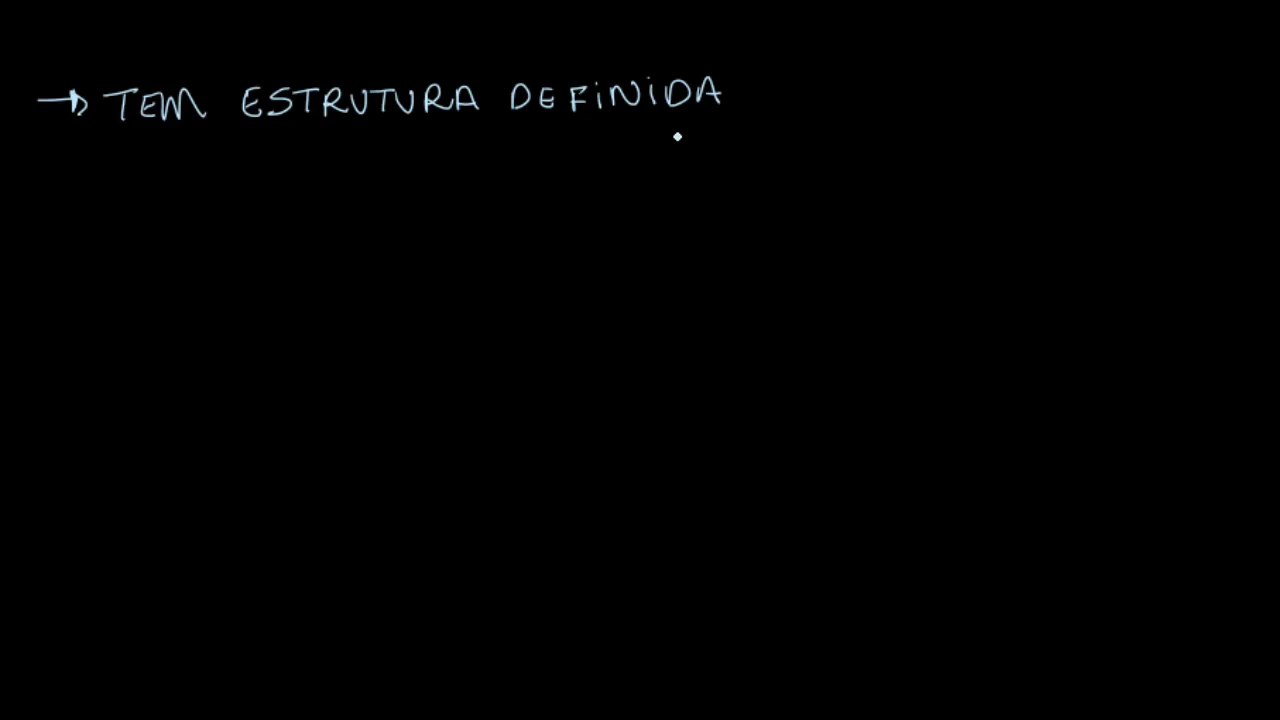 → TEM ESTRUTURA DEFINIDA